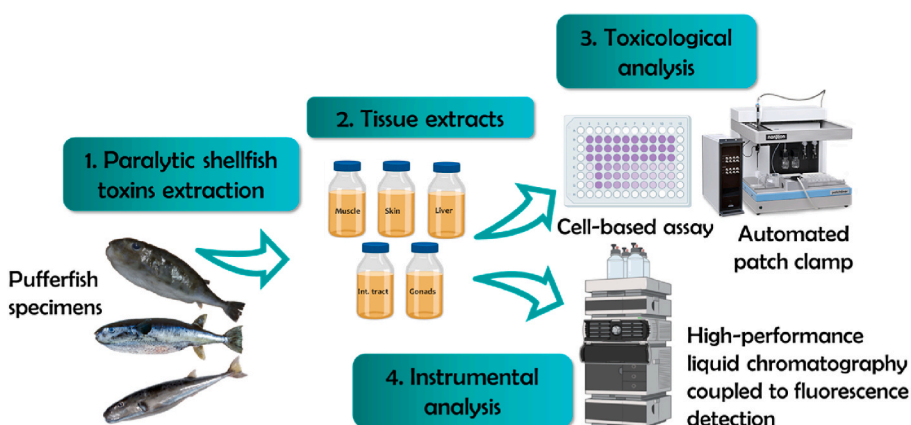 1. Paralytic shellfish
toxins extraction
Pufferfish
specimens
2. Tissue extracts
Muscle
Skin
Liver
Int. tract
Gonads
3. Toxicological
analysis
Cell-based assay
Automated
patch clamp
4. Instrumental
analysis
High-performance
liquid chromatography
coupled to fluorescence
detection